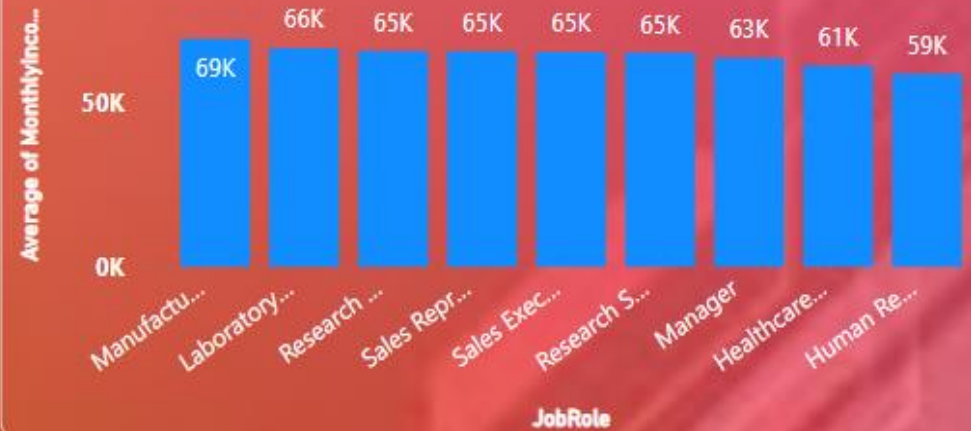 Average of MonthlyInco...
50K
0K
69K
66K
65K
65K
65K
65K
63K
61K
59K
Manufactu...
Laboratory...
Research ...
Sales Repr...
Sales Exec...
Research S...
Manager
Healthcare...
Human Re...
JobRole